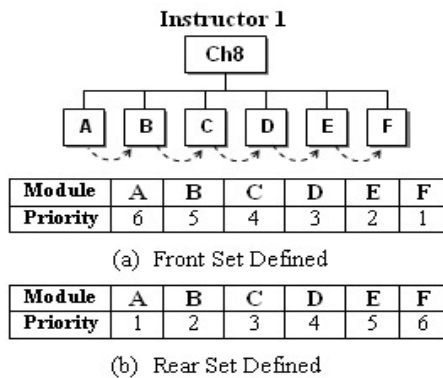 Instructor 1
Ch8
A B C D E F
Module A B C D E F
Priority 6 5 4 3 2 1
(a) Front Set Defined
Module A B C D E F
Priority 1 2 3 4 5 6
(b) Rear Set Defined